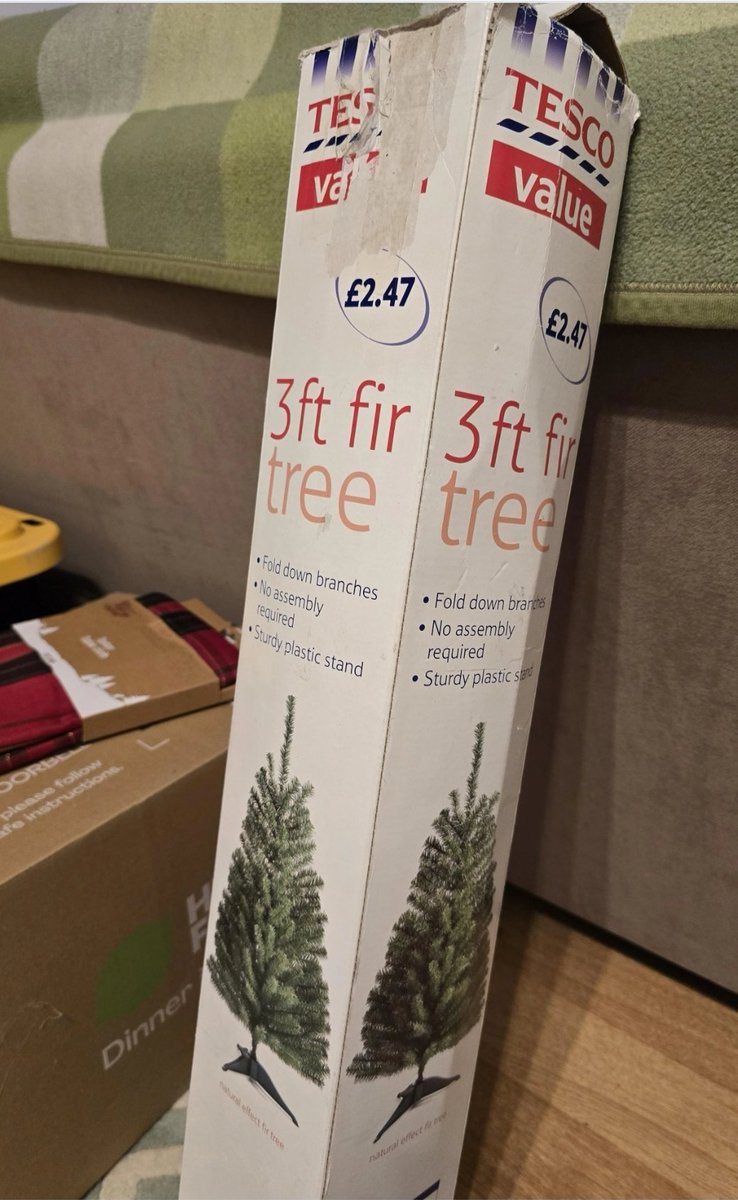 TES
va
£2.47
3ft fir
tree
• Fold down branches
• No assembly
required
• Sturdy plastic stand
natural effect fir tree
TESCO
value
£2.47
3ft fir
tree
• Fold down branches
• No assembly
required
• Sturdy plastic stand
natural effect fir tree
please follow
instructions.
Dinner